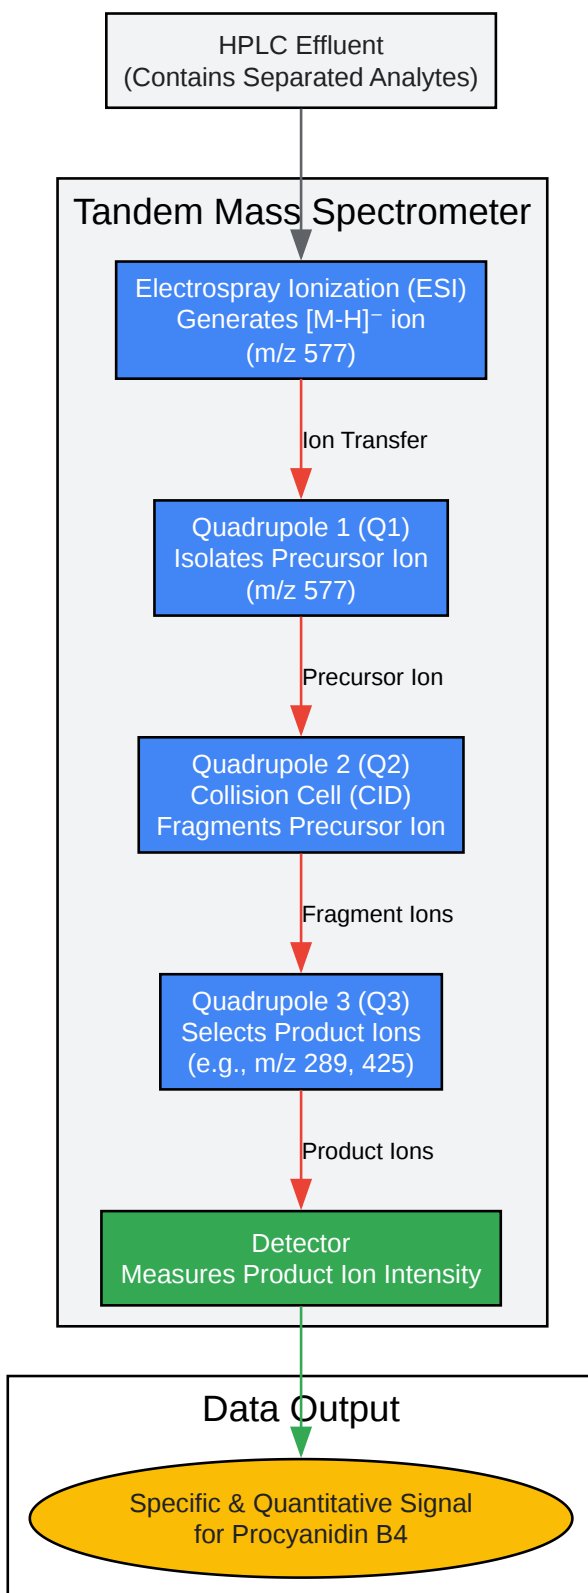 HPLC Effluent
(Contains Separated Analytes)
Tandem Mass Spectrometer
Electrospray Ionization (ESI)
Generates [M-H]⁻ ion
(m/z 577)
Ion Transfer
Quadrupole 1 (Q1)
Isolates Precursor Ion
(m/z 577)
Precursor Ion
Quadrupole 2 (Q2)
Collision Cell (CID)
Fragments Precursor Ion
Fragment Ions
Quadrupole 3 (Q3)
Selects Product Ions
(e.g., m/z 289, 425)
Product Ions
Detector
Measures Product Ion Intensity
Data Output
Specific & Quantitative Signal
for Procyanidin B4